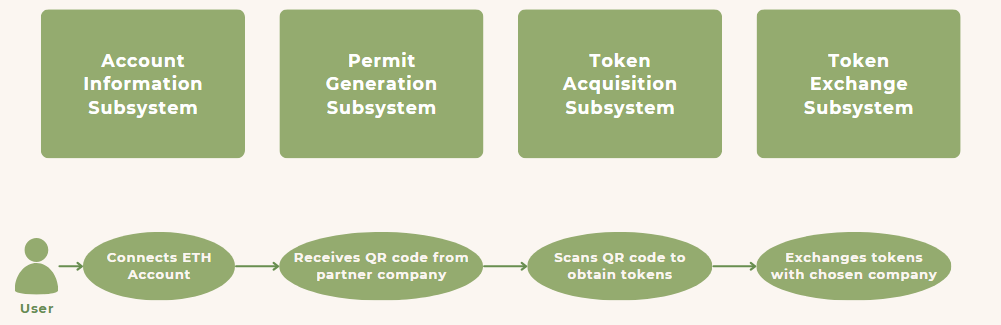 Account
Information
Subsystem
Permit
Generation
Subsystem
Token
Acquisition
Subsystem
Token
Exchange
Subsystem
User
Connects ETH
Account
Receives QR code from
partner company
Scans QR code to
obtain tokens
Exchanges tokens
with chosen company